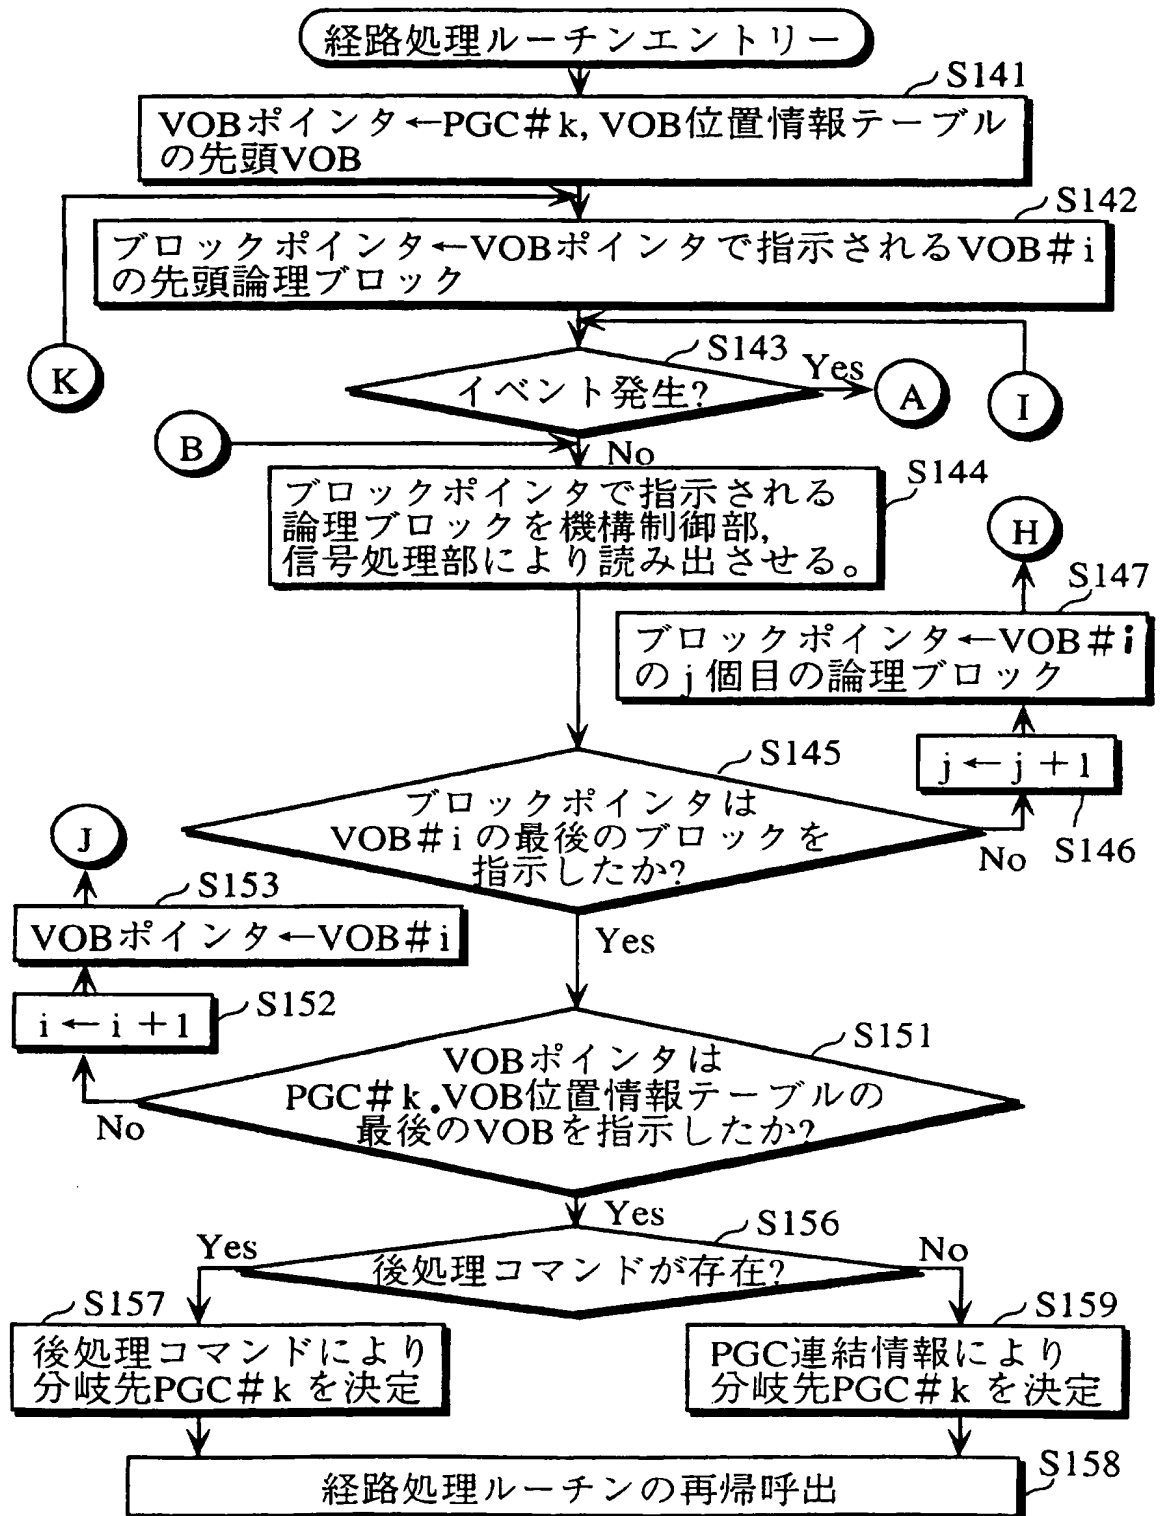 経路処理ルーチンエントリー
S141
VOBポインタ←PGC#k, VOB位置情報テーブル
の先頭VOB
S142
ブロックポインタ←VOBポインタで指示されるVOB#i
の先頭論理ブロック
K
S143
イベント発生?
Yes
A
I
B
No
S144
ブロックポインタで指示される
論理ブロックを機構制御部,
信号処理部により読み出させる。
H
S147
ブロックポインタ←VOB#i
のj個目の論理ブロック
S145
j←j+1
S146
ブロックポインタは
VOB#iの最後のブロックを
指示したか?
No
J
S153
VOBポインタ←VOB#i
Yes
S152
i←i+1
S151
VOBポインタは
PGC#k.VOB位置情報テーブルの
最後のVOBを指示したか?
No
Yes
S156
Yes
後処理コマンドが存在?
No
S157
後処理コマンドにより
分岐先PGC#kを決定
S159
PGC連結情報により
分岐先PGC#kを決定
S158
経路処理ルーチンの再帰呼出